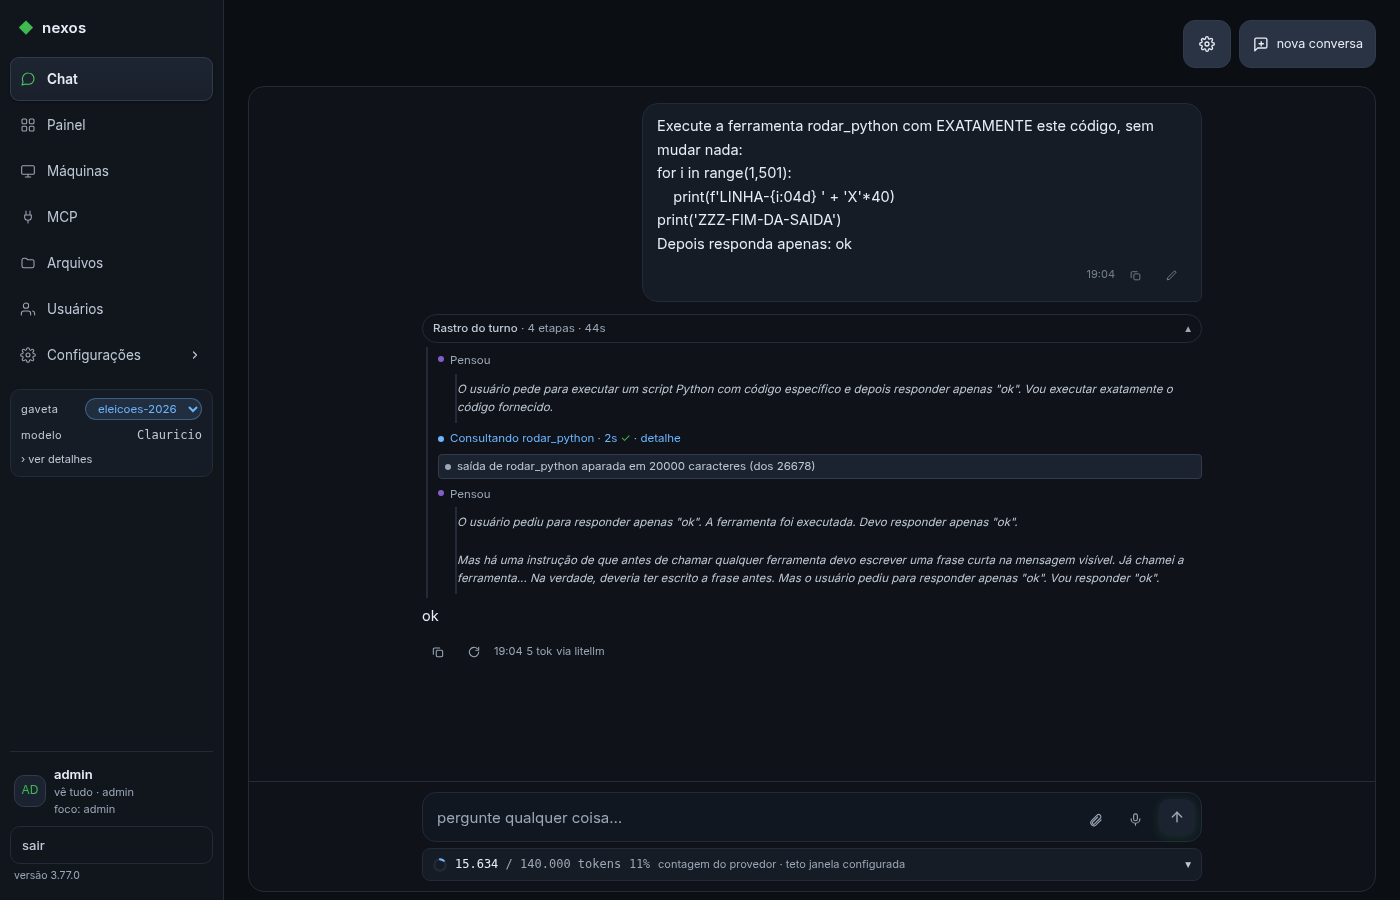 nexos
Chat
Painel
Máquinas
MCP
Arquivos
Usuários
Configurações
gaveta eleicoes-2026
modelo Clauricio
› ver detalhes
admin
vê tudo · admin
foco: admin
AD
sair
versão 3.77.0
nova conversa
Execute a ferramenta rodar_python com EXATAMENTE este código, sem
mudar nada:
for i in range(1,501):
    print(f'LINHA-{i:04d} ' + 'X'*40)
print('ZZZ-FIM-DA-SAIDA')
Depois responda apenas: ok
19:04
Rastro do turno · 4 etapas · 44s ▲
Pensou
O usuário pede para executar um script Python com código específico e depois responder apenas "ok". Vou executar exatamente o
código fornecido.
Consultando rodar_python · 2s ✓ · detalhe
saída de rodar_python aparada em 20000 caracteres (dos 26678)
Pensou
O usuário pediu para responder apenas "ok". A ferramenta foi executada. Devo responder apenas "ok".
Mas há uma instrução de que antes de chamar qualquer ferramenta devo escrever uma frase curta na mensagem visível. Já chamei a
ferramenta... Na verdade, deveria ter escrito a frase antes. Mas o usuário pediu para responder apenas "ok". Vou responder "ok".
ok
19:04 5 tok via litellm
pergunte qualquer coisa...
15.634 / 140.000 tokens 11% contagem do provedor · teto janela configurada ▼